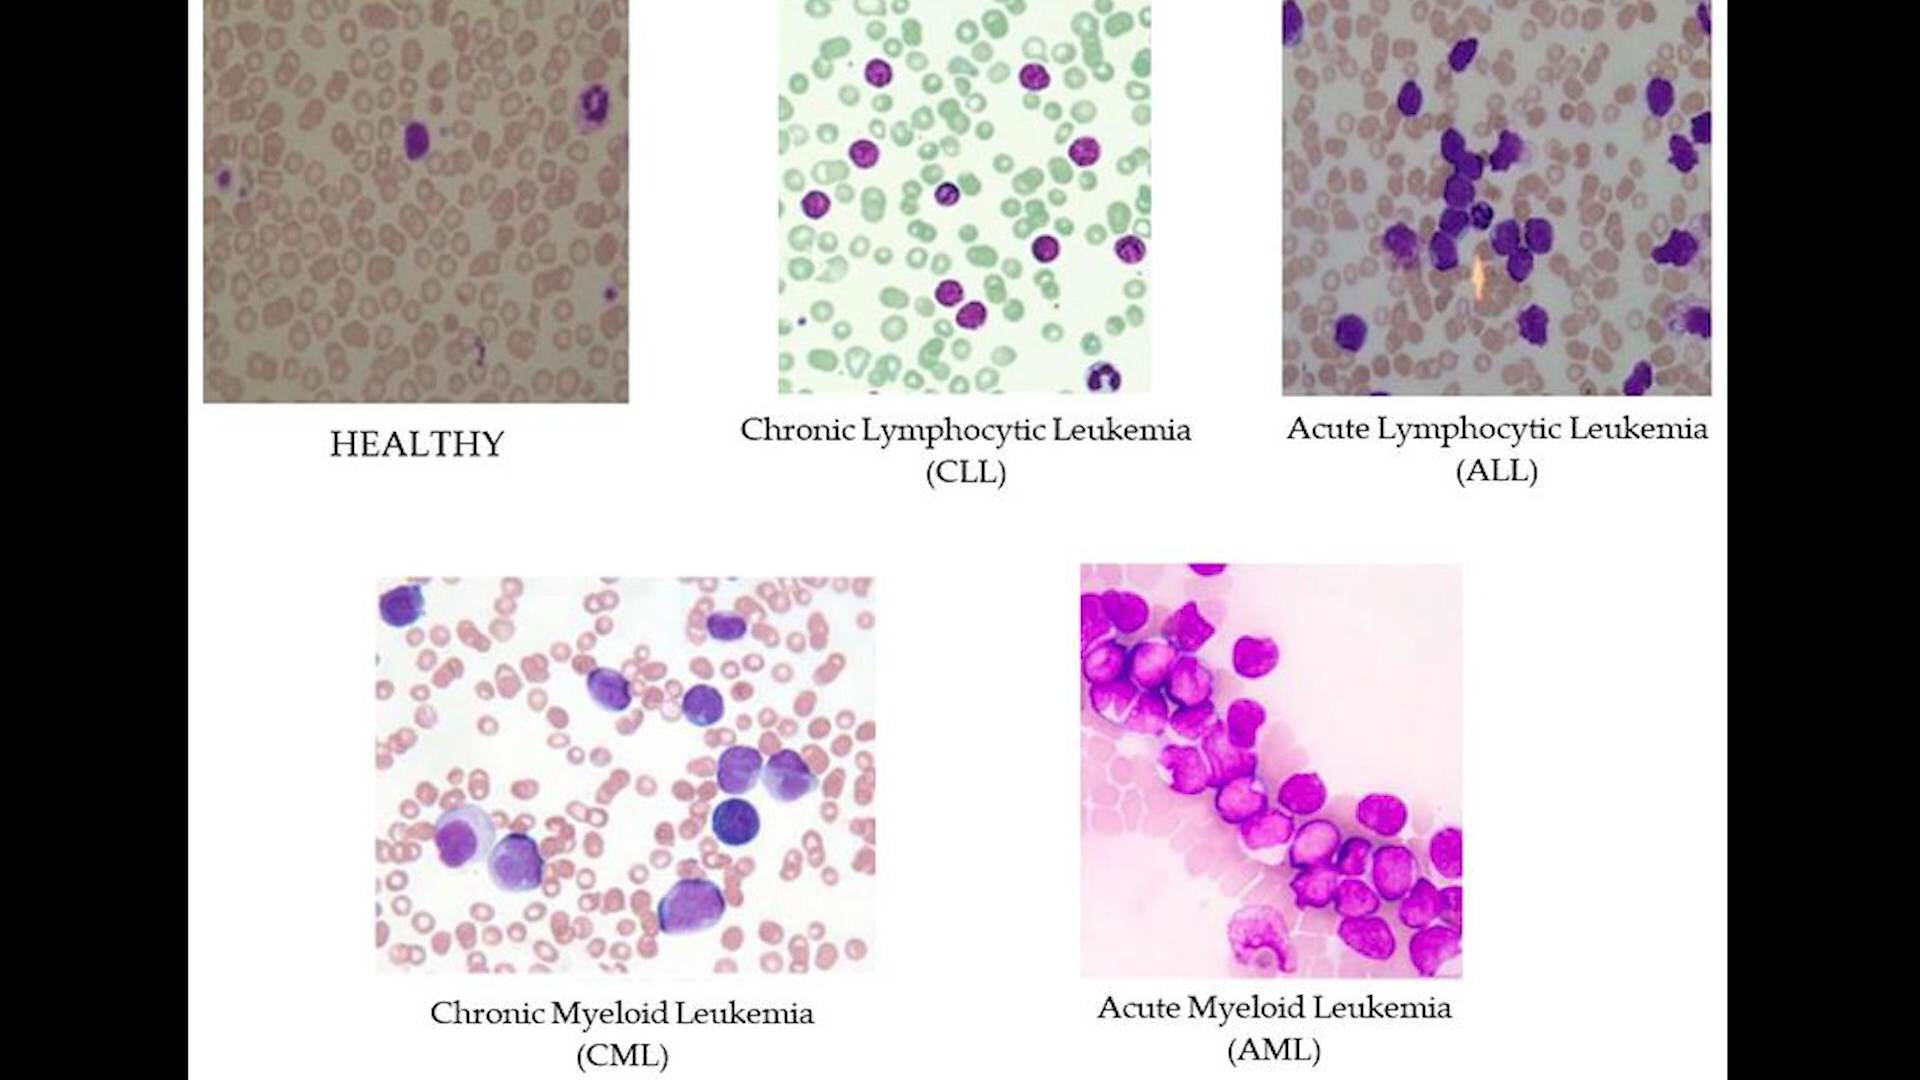 HEALTHY
Chronic Lymphocytic Leukemia
(CLL)
Acute Lymphocytic Leukemia
(ALL)
Chronic Myeloid Leukemia
(CML)
Acute Myeloid Leukemia
(AML)